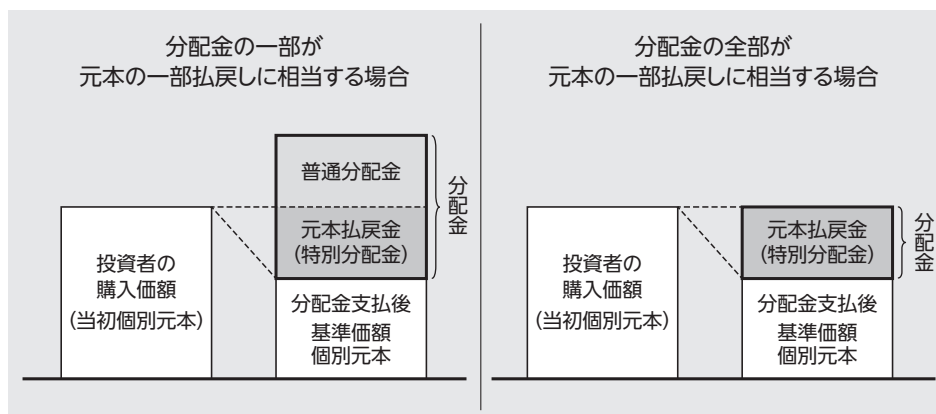 分配金の一部が
元本の一部払戻しに相当する場合
普通分配金
元本払戻金
(特別分配金)
分配金
投資者の
購入価額
(当初個別元本)
分配金支払後
基準価額
個別元本
分配金の全部が
元本の一部払戻しに相当する場合
元本払戻金
(特別分配金)
分配金
投資者の
購入価額
(当初個別元本)
分配金支払後
基準価額
個別元本